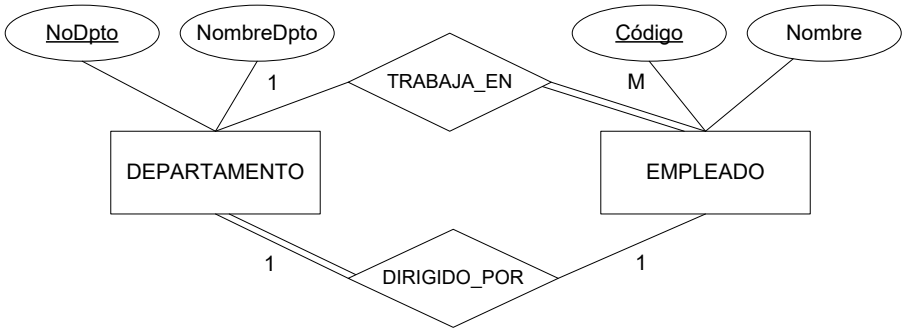 NoDpto
NombreDpto
Código
Nombre
1
TRABAJA_EN
M
DEPARTAMENTO
EMPLEADO
1
DIRIGIDO_POR
1